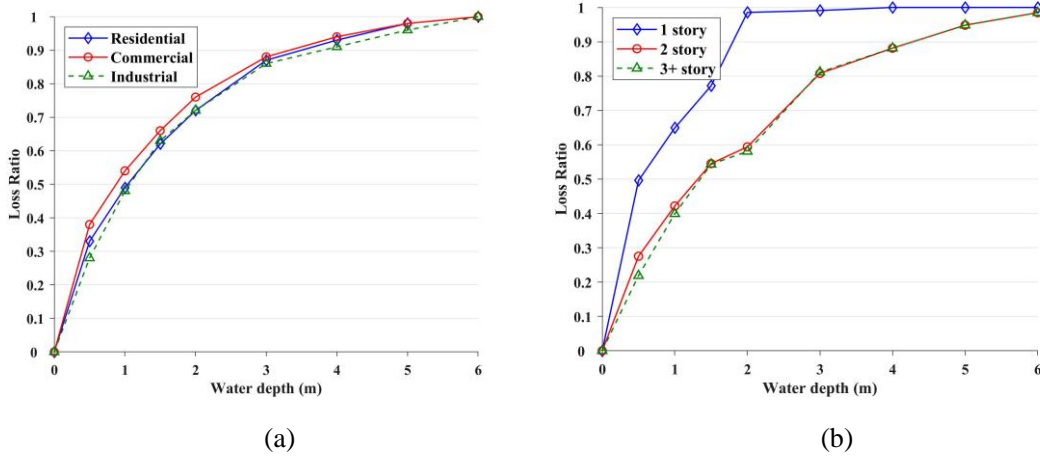 1
0.9
0.8
0.7
0.6
0.5
0.4
0.3
0.2
0.1
0
Loss Ratio
Residential
Commercial
Industrial
0 1 2 3 4 5 6
Water depth (m)
(a)
1
0.9
0.8
0.7
0.6
0.5
0.4
0.3
0.2
0.1
0
Loss Ratio
1 story
2 story
3+ story
0 1 2 3 4 5 6
Water depth (m)
(b)